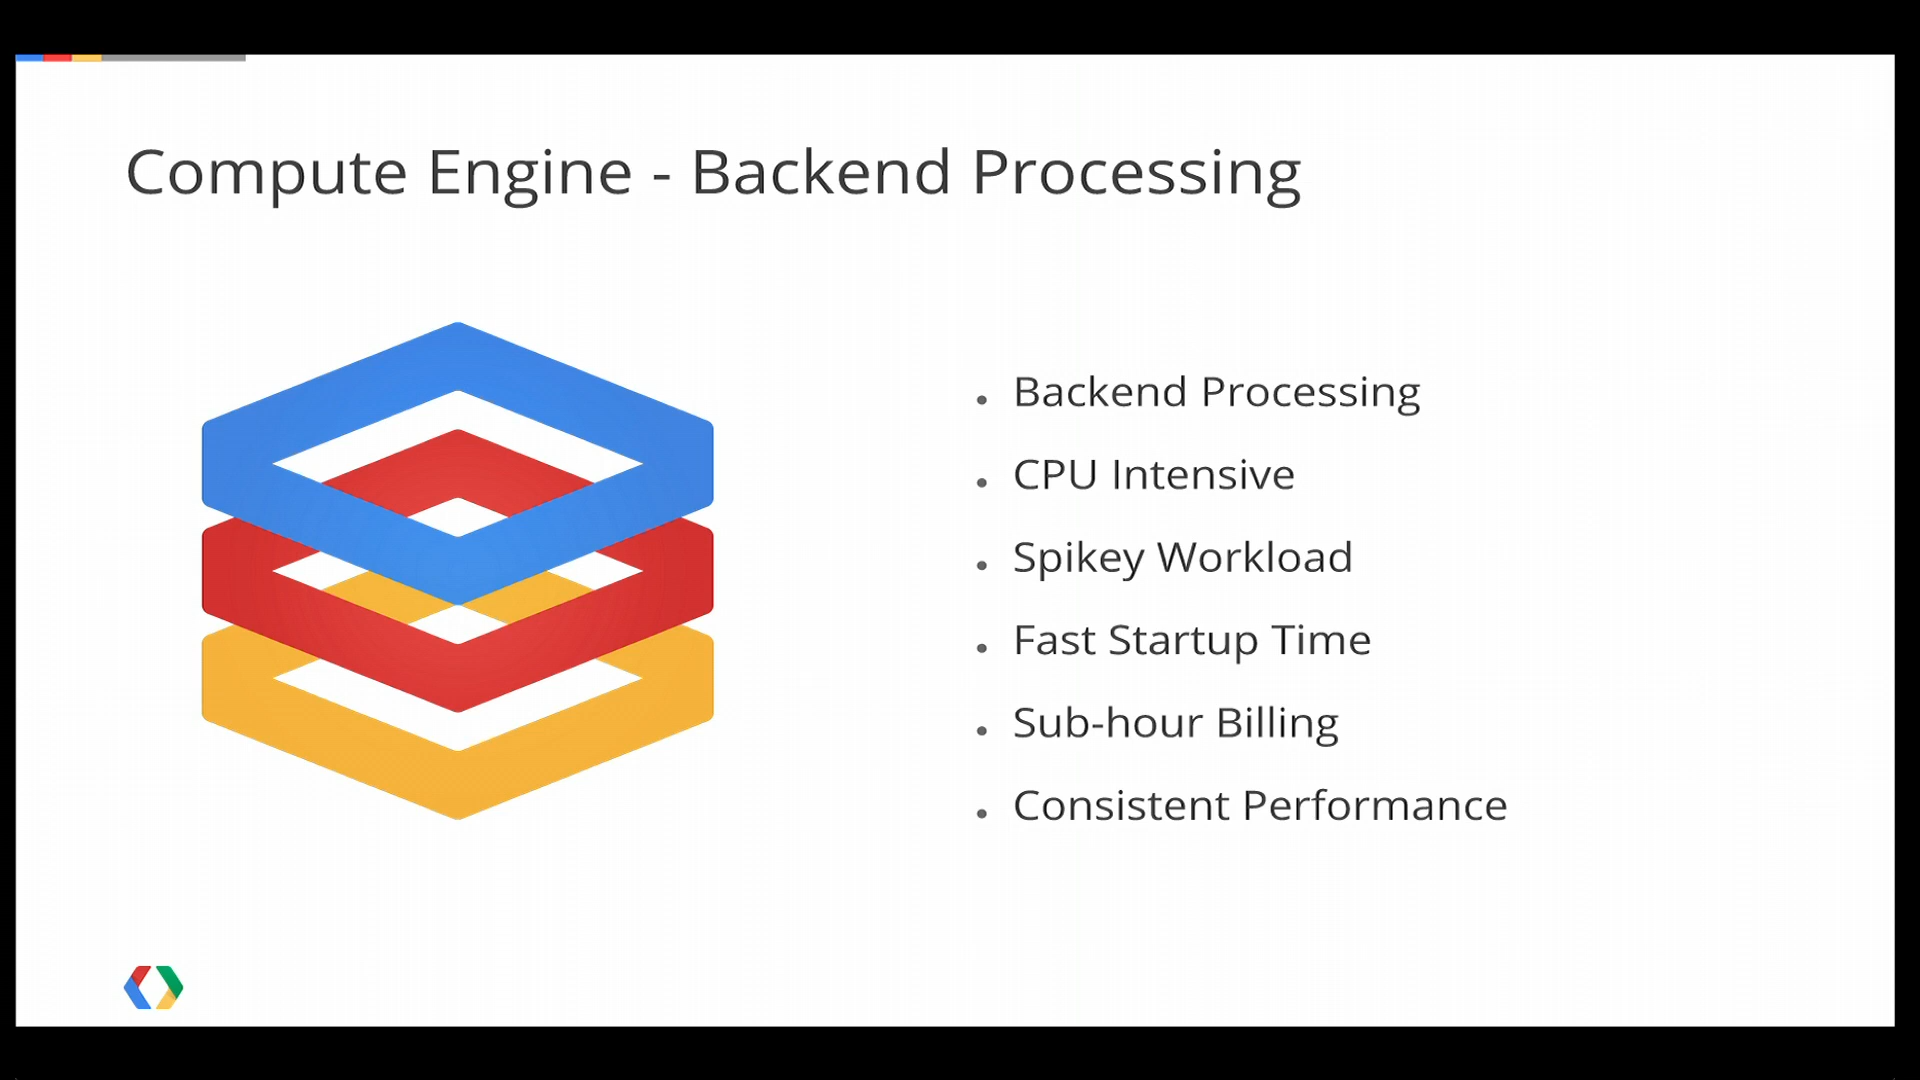 Compute Engine - Backend Processing
Backend Processing
CPU Intensive
Spikey Workload
Fast Startup Time
Sub-hour Billing
Consistent Performance